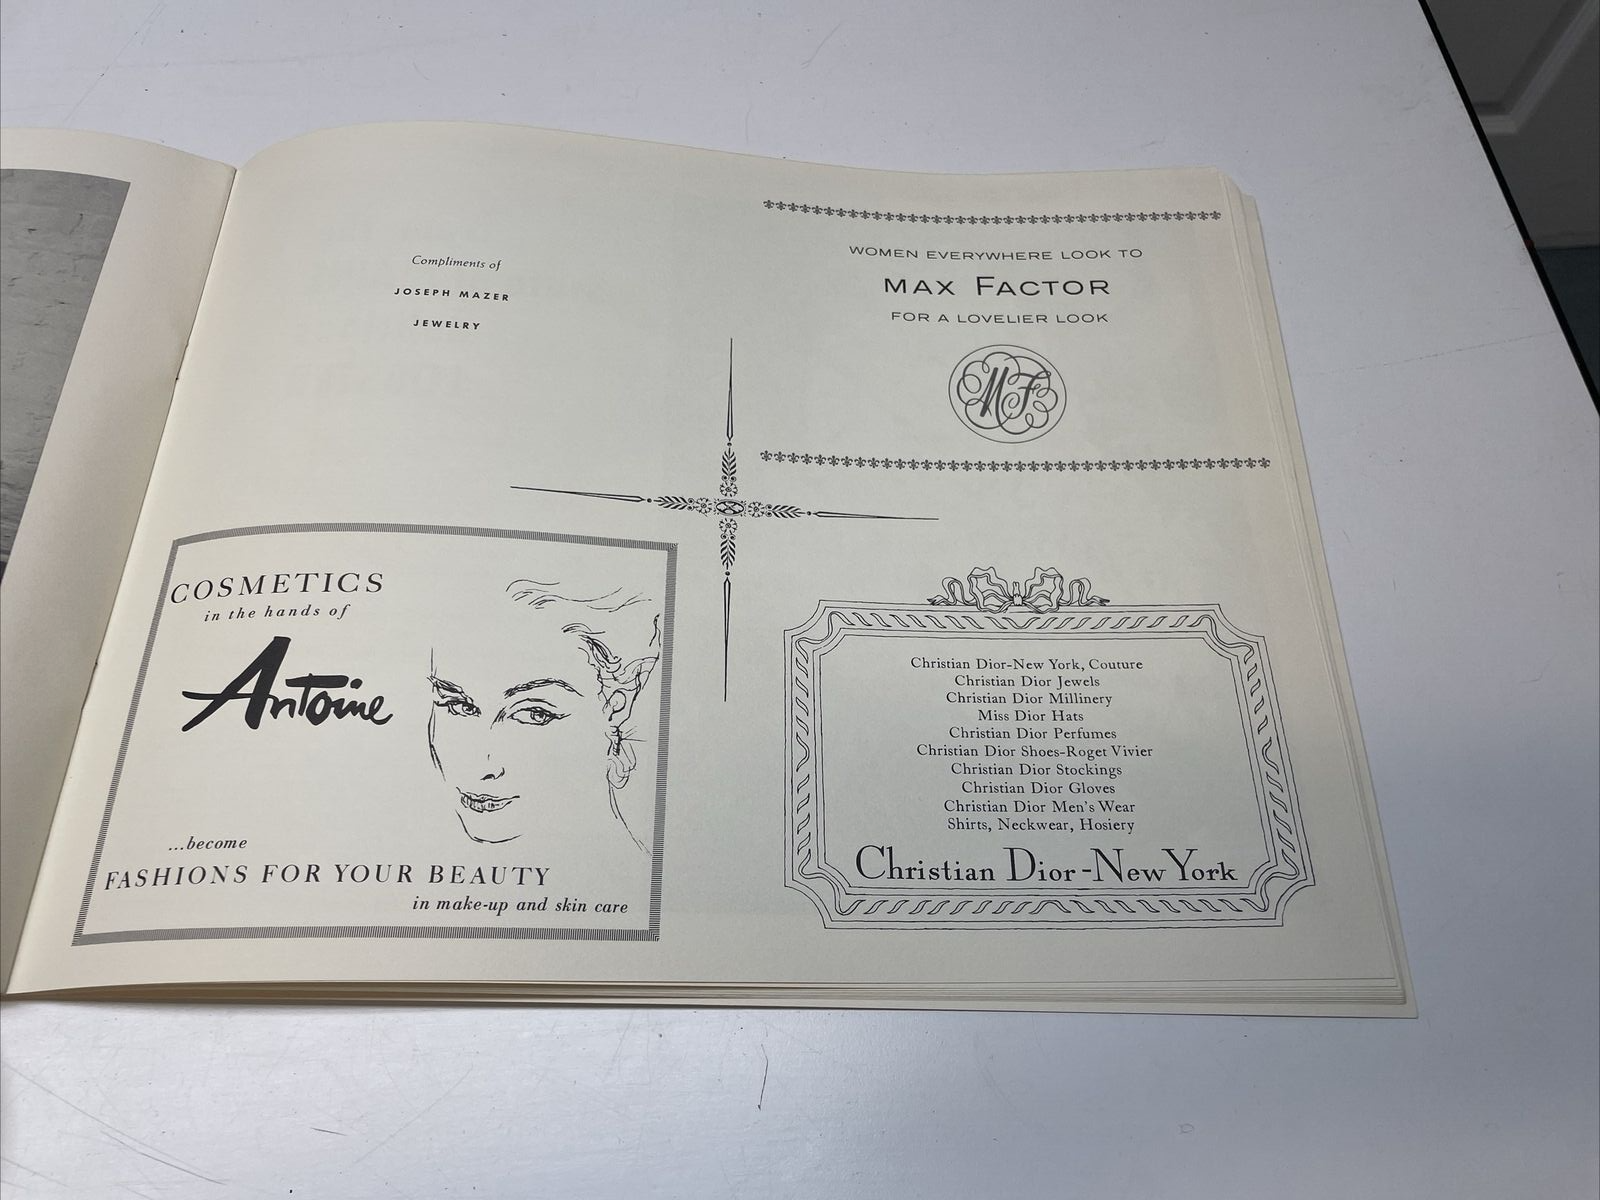 Compliments of
JOSEPH MAZER
JEWELRY
WOMEN EVERYWHERE LOOK TO
MAX FACTOR
FOR A LOVELIER LOOK
MF
COSMETICS
in the hands of
Antoine
...become
FASHIONS FOR YOUR BEAUTY
in make-up and skin care
Christian Dior-New York, Couture
Christian Dior Jewels
Christian Dior Millinery
Miss Dior Hats
Christian Dior Perfumes
Christian Dior Shoes-Roget Vivier
Christian Dior Stockings
Christian Dior Gloves
Christian Dior Men's Wear
Shirts, Neckwear, Hosiery
Christian Dior-New York